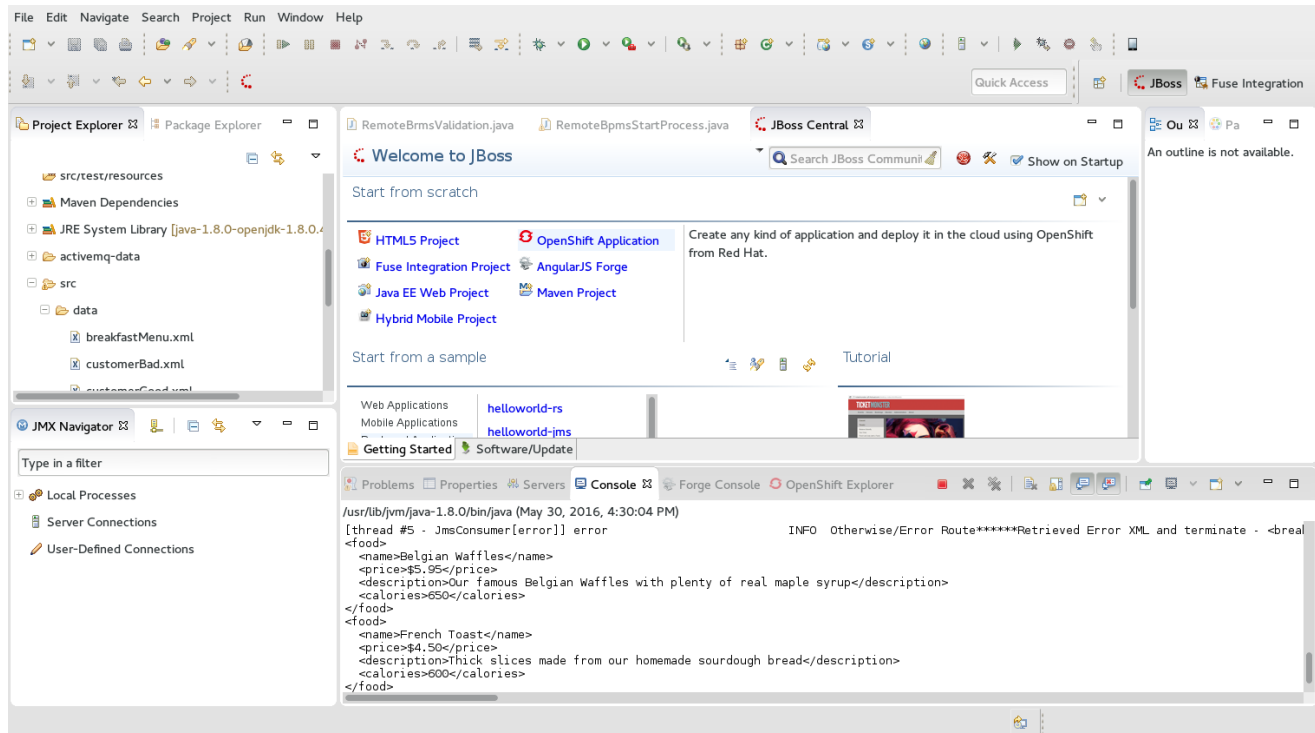 File Edit Navigate Search Project Run Window Help
Quick Access
JBoss
Fuse Integration
Project Explorer
Package Explorer
src/test/resources
Maven Dependencies
JRE System Library [java-1.8.0-openjdk-1.8.0.4
activemq-data
src
data
breakfastMenu.xml
customerBad.xml
customerGood.xml
JMX Navigator
Type in a filter
Local Processes
Server Connections
User-Defined Connections
RemoteBrmsValidation.java
RemoteBpmsStartProcess.java
JBoss Central
Welcome to JBoss
Search JBoss Communit
Show on Startup
Start from scratch
HTML5 Project
OpenShift Application
Fuse Integration Project
AngularJS Forge
Java EE Web Project
Maven Project
Hybrid Mobile Project
Create any kind of application and deploy it in the cloud using OpenShift
from Red Hat.
Start from a sample
Tutorial
Web Applications
Mobile Applications
helloworld-rs
helloworld-jms
Getting Started
Software/Update
Ou
Pa
An outline is not available.
Problems
Properties
Servers
Console
Forge Console
OpenShift Explorer
/usr/lib/jvm/java-1.8.0/bin/java (May 30, 2016, 4:30:04 PM)
[thread #5 - JmsConsumer[error]] error INFO Otherwise/Error Route******Retrieved Error XML and terminate - <brea
<food>
<name>Belgian Waffles</name>
<price>$5.95</price>
<description>Our famous Belgian Waffles with plenty of real maple syrup</description>
<calories>650</calories>
</food>
<food>
<name>French Toast</name>
<price>$4.50</price>
<description>Thick slices made from our homemade sourdough bread</description>
<calories>600</calories>
</food>